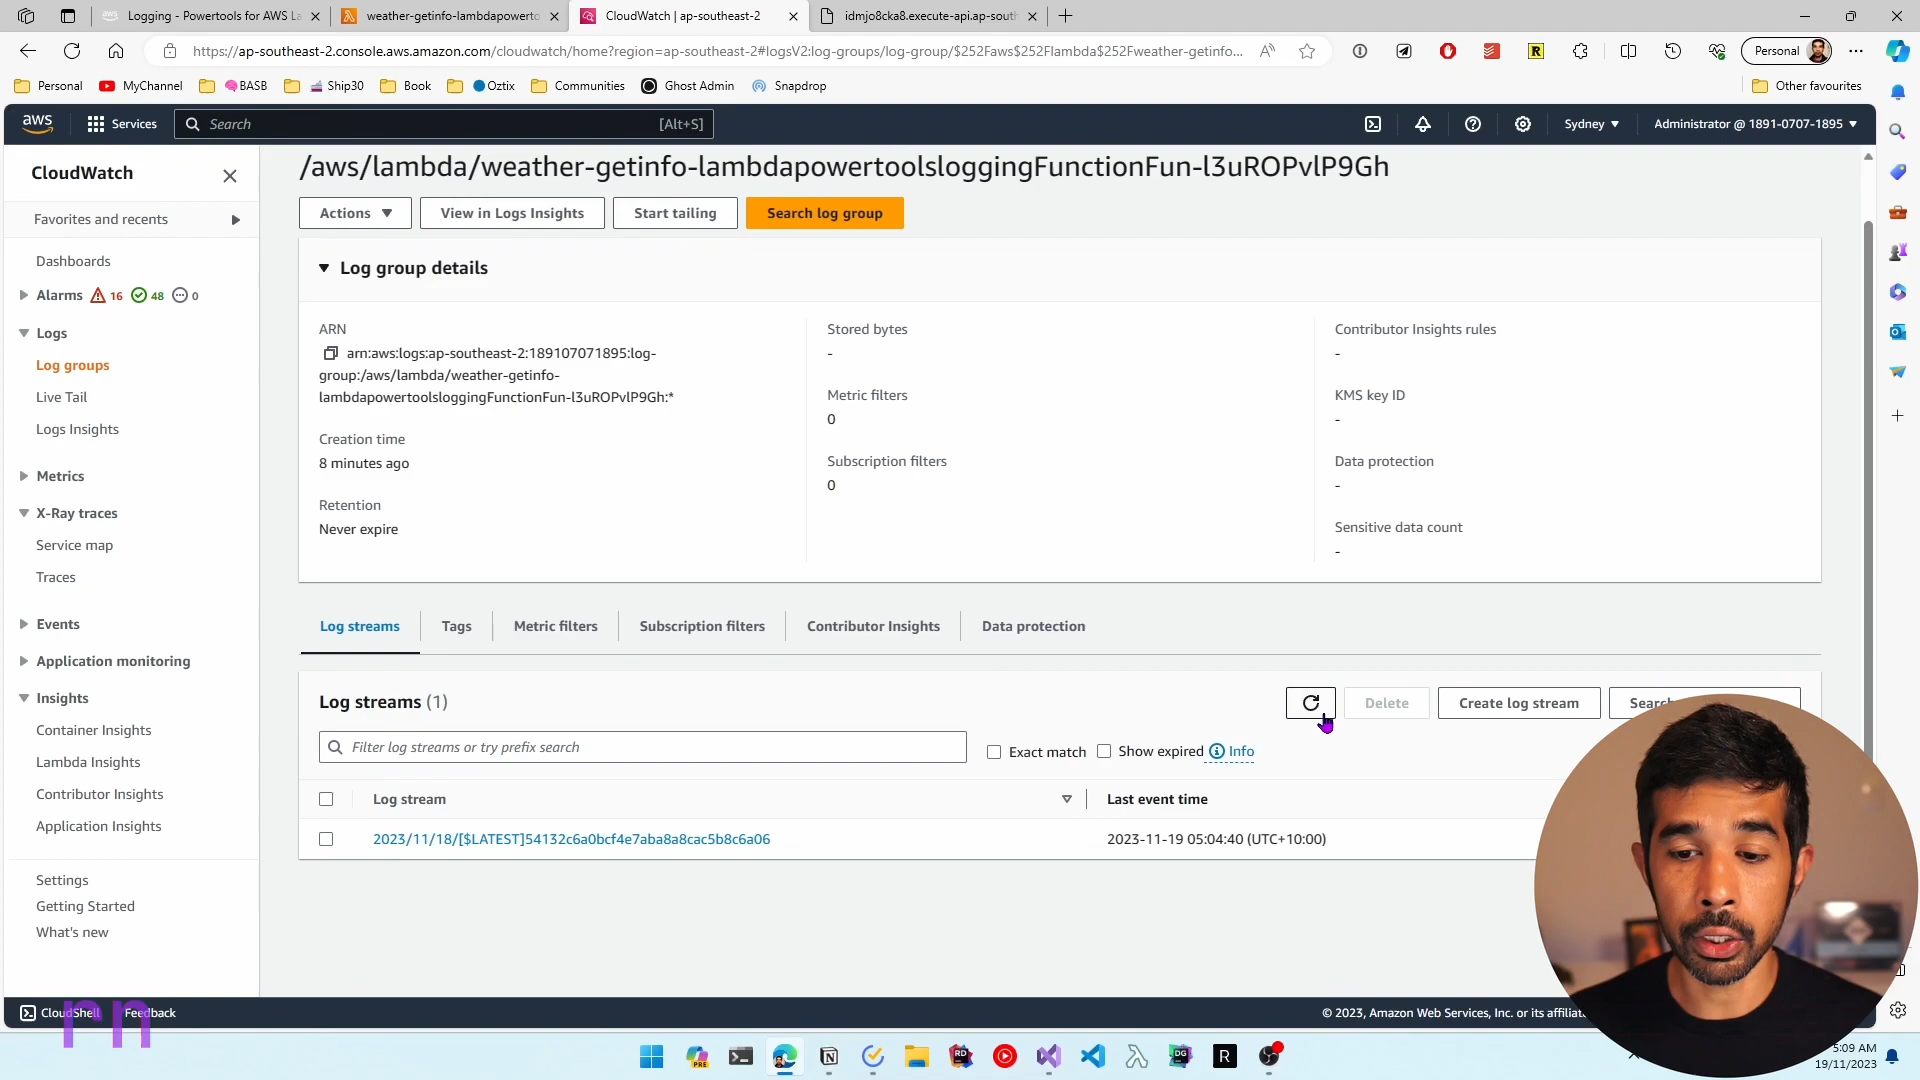 Logging - Powertools for AWS La
weather-getinfo-lambdapowerto
CloudWatch | ap-southeast-2
idmjo8cka8.execute-api.ap-sout
https://ap-southeast-2.console.aws.amazon.com/cloudwatch/home?region=ap-southeast-2#logsV2:log-groups/log-group/$252Faws$252Flambda$252Fweather-getinfo...
Personal
Personal
MyChannel
BASB
Ship30
Book
Oztix
Communities
Ghost Admin
Snapdrop
Other favourites
aws
Services
Search
[Alt+S]
Sydney
Administrator @ 1891-0707-1895
CloudWatch
Favorites and recents
Dashboards
Alarms 16 48 0
Logs
Log groups
Live Tail
Logs Insights
Metrics
X-Ray traces
Service map
Traces
Events
Application monitoring
Insights
Container Insights
Lambda Insights
Contributor Insights
Application Insights
Settings
Getting Started
What's new
/aws/lambda/weather-getinfo-lambdapowertoolsloggingFunctionFun-l3uROPvlP9Gh
Actions
View in Logs Insights
Start tailing
Search log group
Log group details
ARN
arn:aws:logs:ap-southeast-2:189107071895:log-
group:/aws/lambda/weather-getinfo-
lambdapowertoolsloggingFunctionFun-l3uROPvlP9Gh:*
Creation time
8 minutes ago
Retention
Never expire
Stored bytes
-
Metric filters
0
Subscription filters
0
Contributor Insights rules
-
KMS key ID
-
Data protection
-
Sensitive data count
-
Log streams
Tags
Metric filters
Subscription filters
Contributor Insights
Data protection
Log streams (1)
Delete
Create log stream
Filter log streams or try prefix search
Exact match
Show expired
Info
Log stream
Last event time
2023/11/18/[$LATEST]54132c6a0bcf4e7aba8a8cac5b8c6a06
2023-11-19 05:04:40 (UTC+10:00)
CloudShell
Feedback
rn
© 2023, Amazon Web Services, Inc. or its affiliate
PRE
RD
DG
R
5:09 AM
19/11/2023